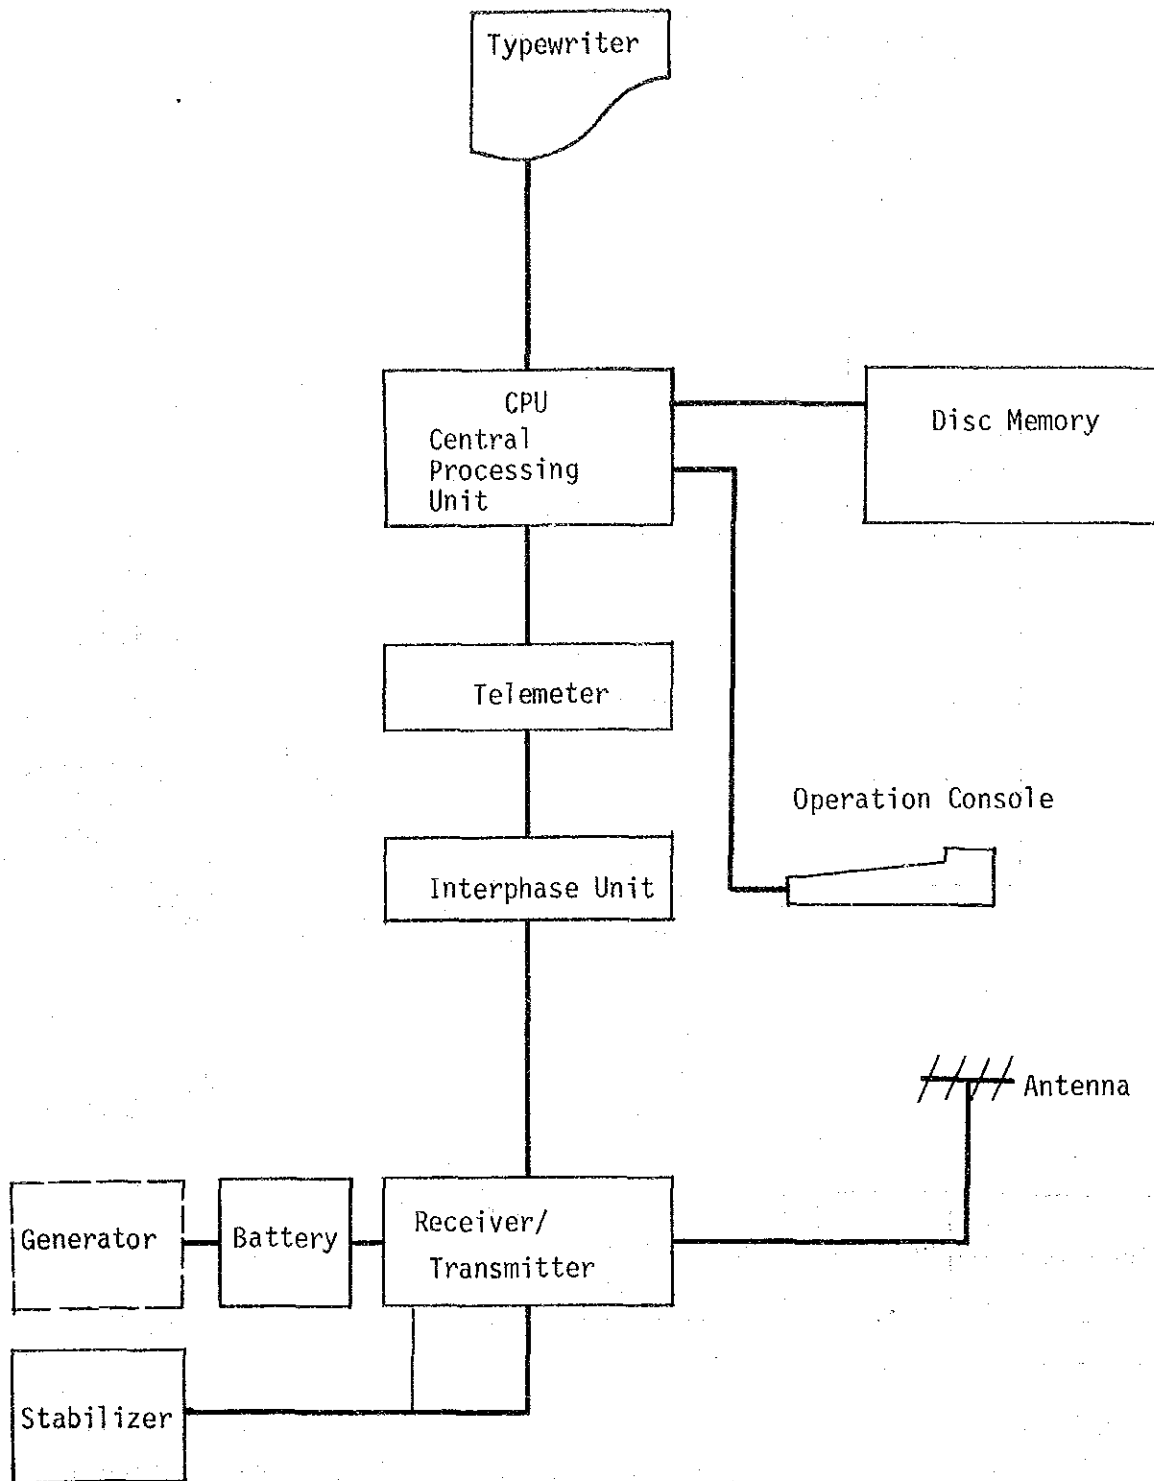 Typewriter
CPU
Central
Processing
Unit
Disc Memory
Telemeter
Operation Console
Interphase Unit
Antenna
Generator
Battery
Receiver/
Transmitter
Stabilizer